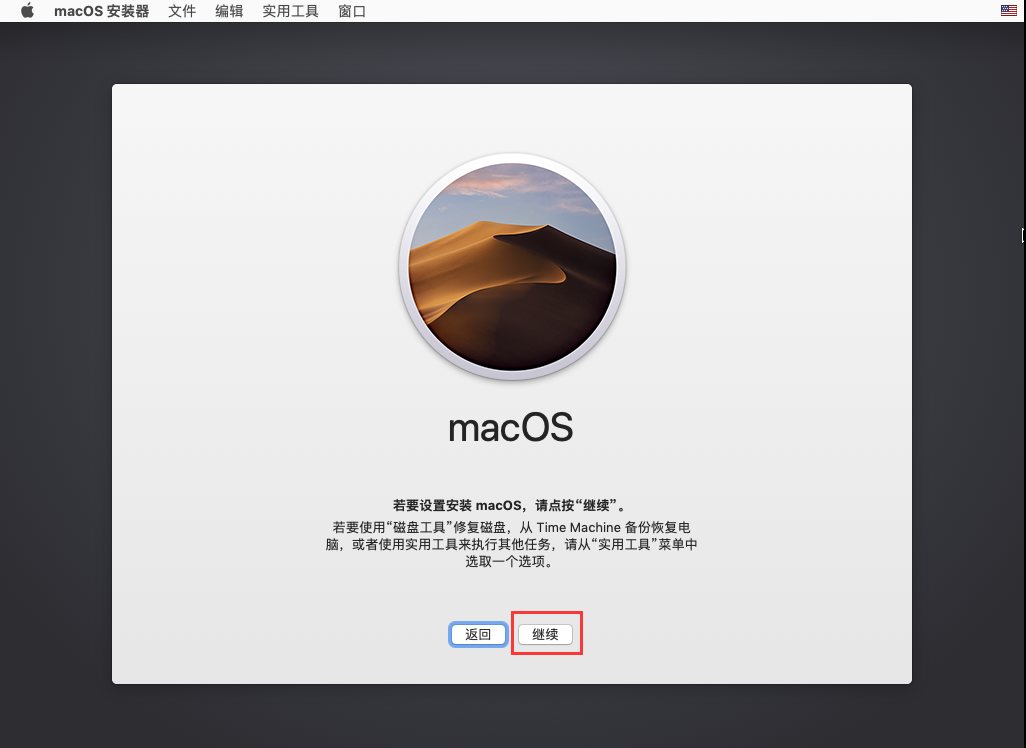 macOS 安装器 文件 编辑 实用工具 窗口
macOS
若要设置安装 macOS，请点按“继续”。
若要使用“磁盘工具”修复磁盘，从 Time Machine 备份恢复电
脑，或者使用实用工具来执行其他任务，请从“实用工具”菜单中
选取一个选项。
返回 继续